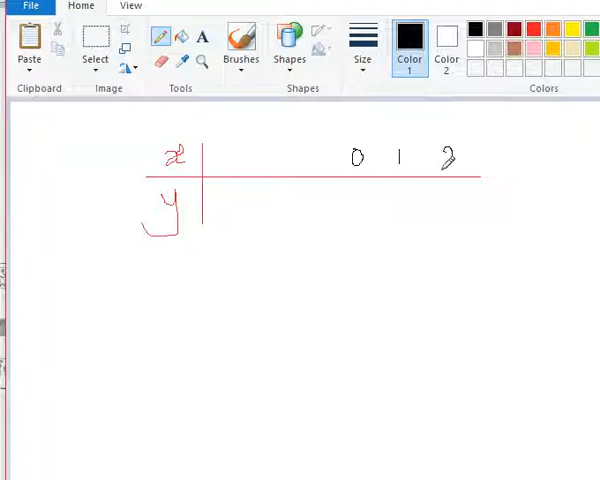 File Home View
Paste Select Brushes Shapes Size Color 1 Color 2
Clipboard Image Tools Shapes Colors
x 0 1 2
y